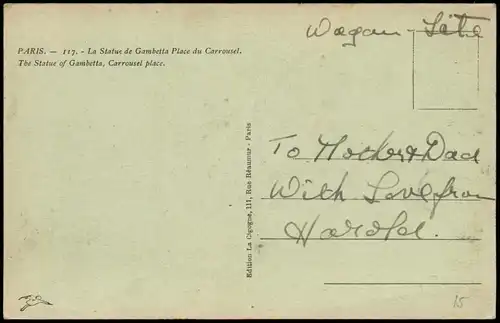 PARIS. — 117. - La Statue de Gambetta Place du Carrousel.
The Statue of Gambetta, Carrousel place.
Wagon - Lits
Edition La Cigogne, 111, Rue Réaumur - Paris
To Mother & Dad
With Love from
Harold.
15